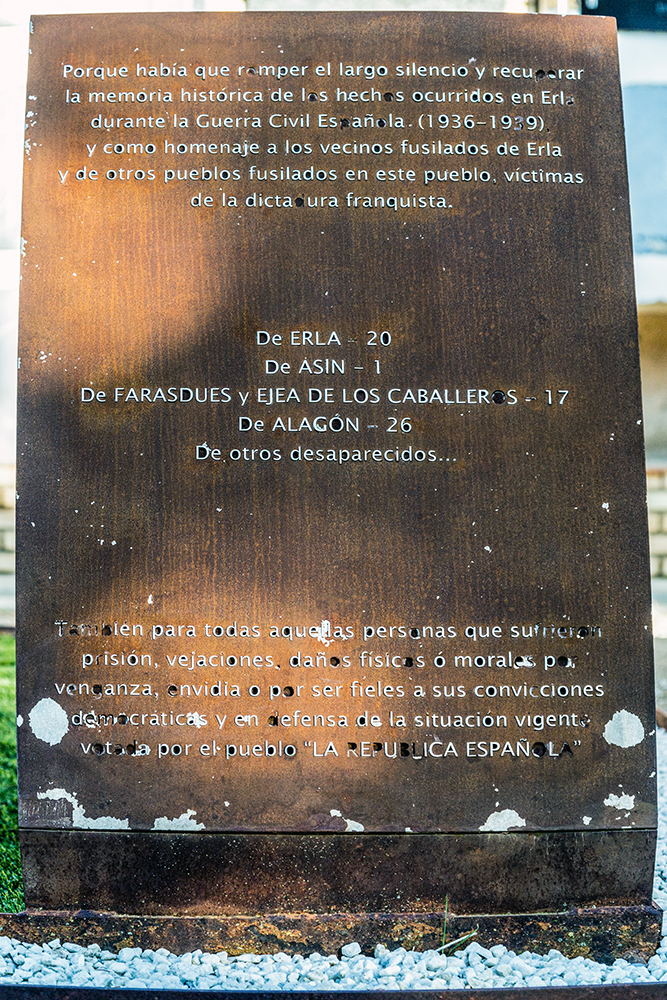 Porque había que romper el largo silencio y recuperar
la memoria histórica de los hechos ocurridos en Erla
durante la Guerra Civil Española. (1936-1939)
y como homenaje a los vecinos fusilados de Erla
y de otros pueblos fusilados en este pueblo, víctimas
de la dictadura franquista.
De ERLA - 20
De ASIN - 1
De FARASDUES y EJEA DE LOS CABALLEROS - 17
De ALAGÓN - 26
De otros desaparecidos...
También para todas aquellas personas que sufrieron
prisión, vejaciones, daños físicos ó morales por
venganza, envidia o por ser fieles a sus convicciones
democráticas y en defensa de la situación vigente
votada por el pueblo "LA REPUBLICA ESPAÑOLA"